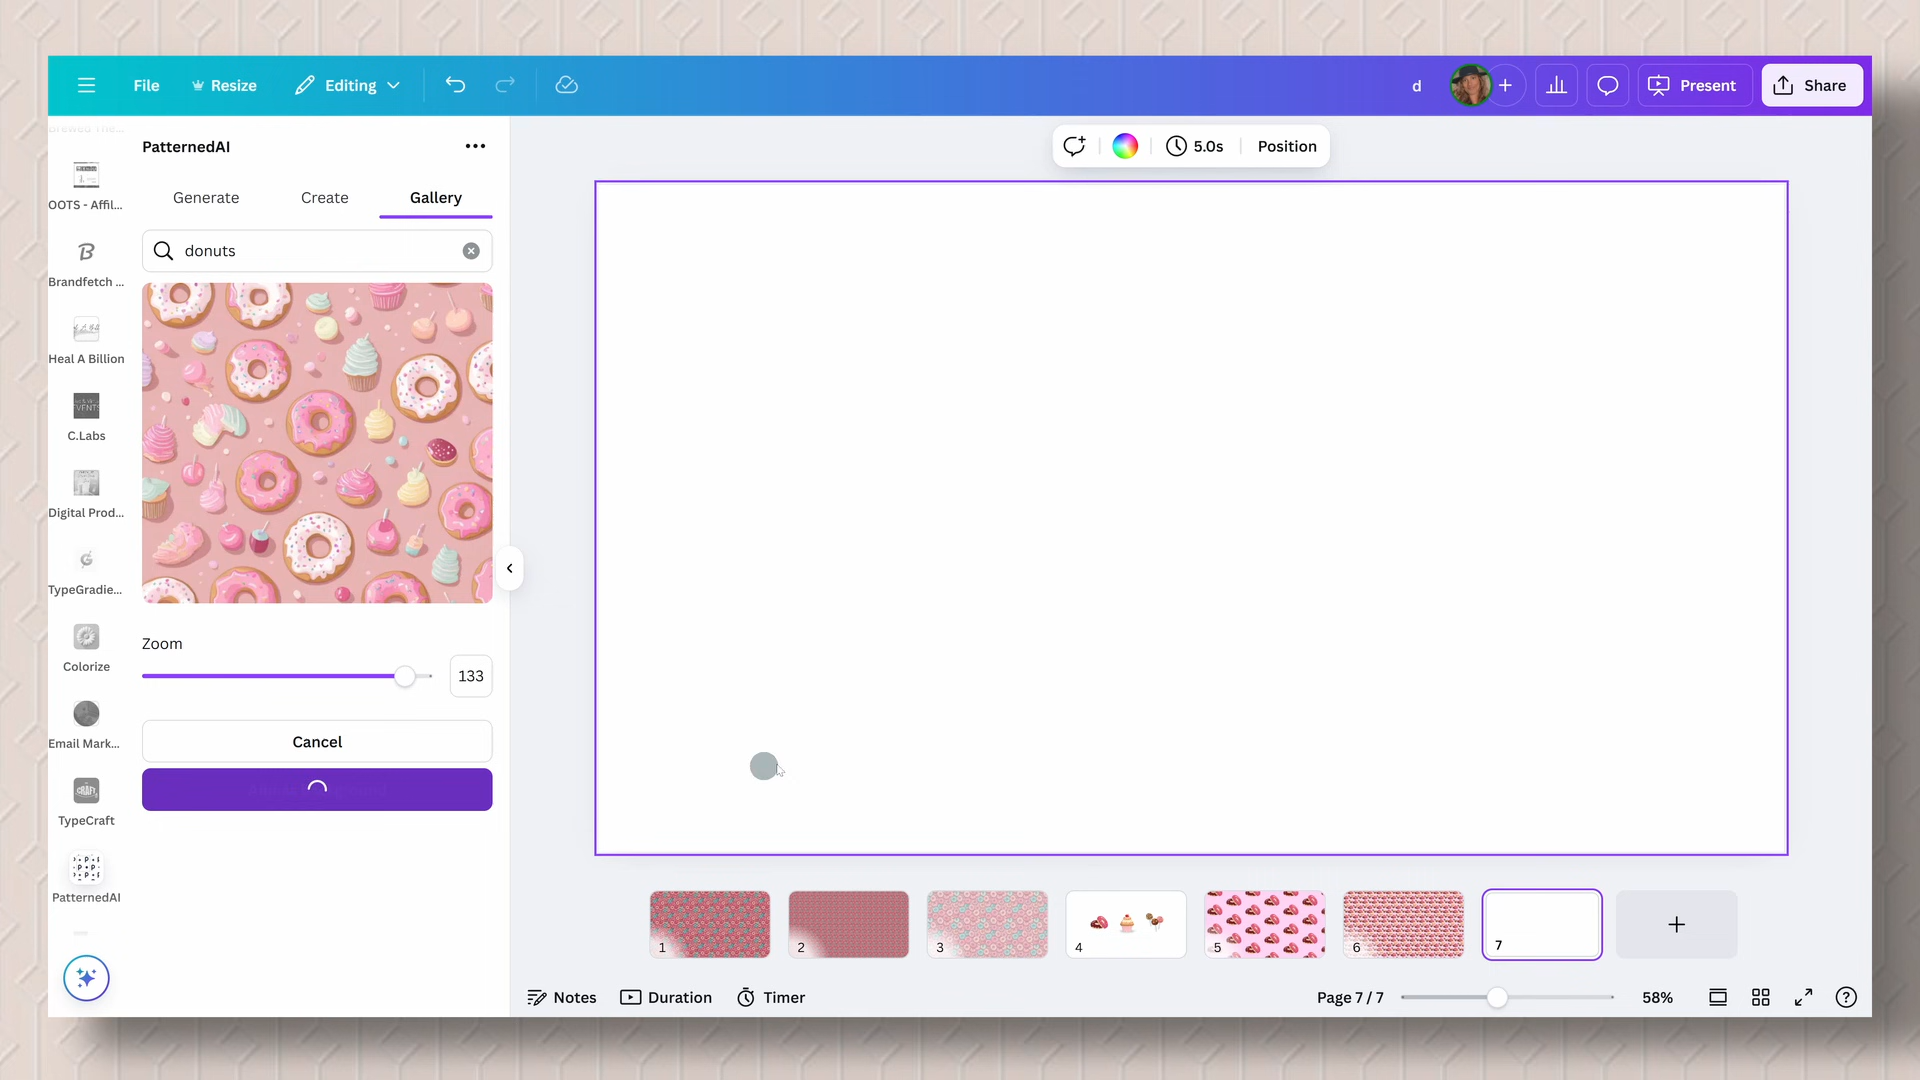 File
Resize
Editing
d
Present
Share
PatternedAI
5.0s
Position
OOTS - Affil...
Generate
Create
Gallery
donuts
Brandfetch ...
Heal A Billion
C.Labs
Digital Prod...
TypeGradie...
Zoom
133
Colorize
Cancel
Email Mark...
TypeCraft
PatternedAI
1
2
3
4
5
6
7
Notes
Duration
Timer
Page 7 / 7
58%